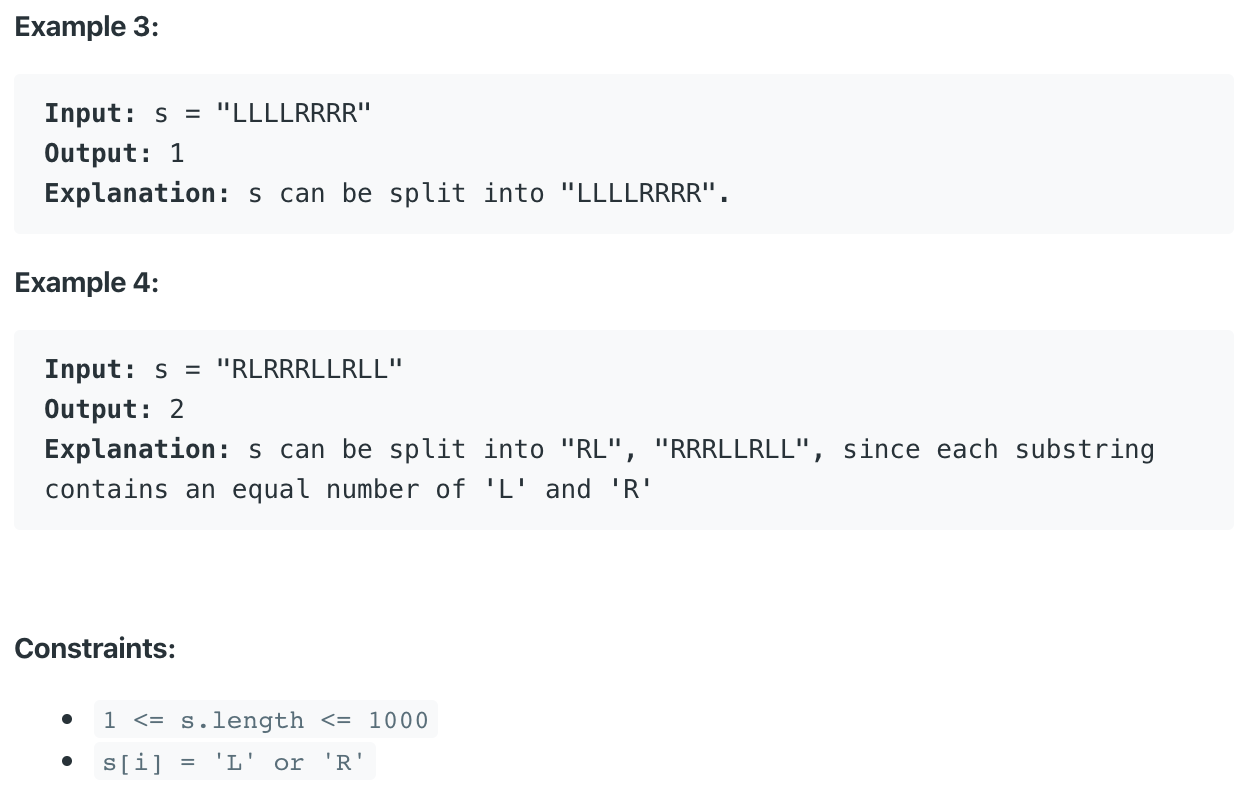 Example 3:
Input: s = "LLLLRRRR"
Output: 1
Explanation: s can be split into "LLLLRRRR".
Example 4:
Input: s = "RLRRRLLRLL"
Output: 2
Explanation: s can be split into "RL", "RRRLLRLL", since each substring
contains an equal number of 'L' and 'R'
Constraints:
• 1 <= s.length <= 1000
• s[i] = 'L' or 'R'